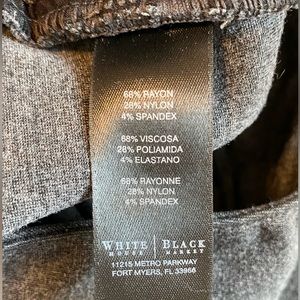 68% RAYON
28% NYLON
4% SPANDEX
68% VISCOSA
28% POLIAMIDA
4% ELASTANO
68% RAYONNE
28% NYLON
4% SPANDEX
WHITE | BLACK
HOUSE | MARKET
11215 METRO PARKWAY
FORT MYERS, FL 33966